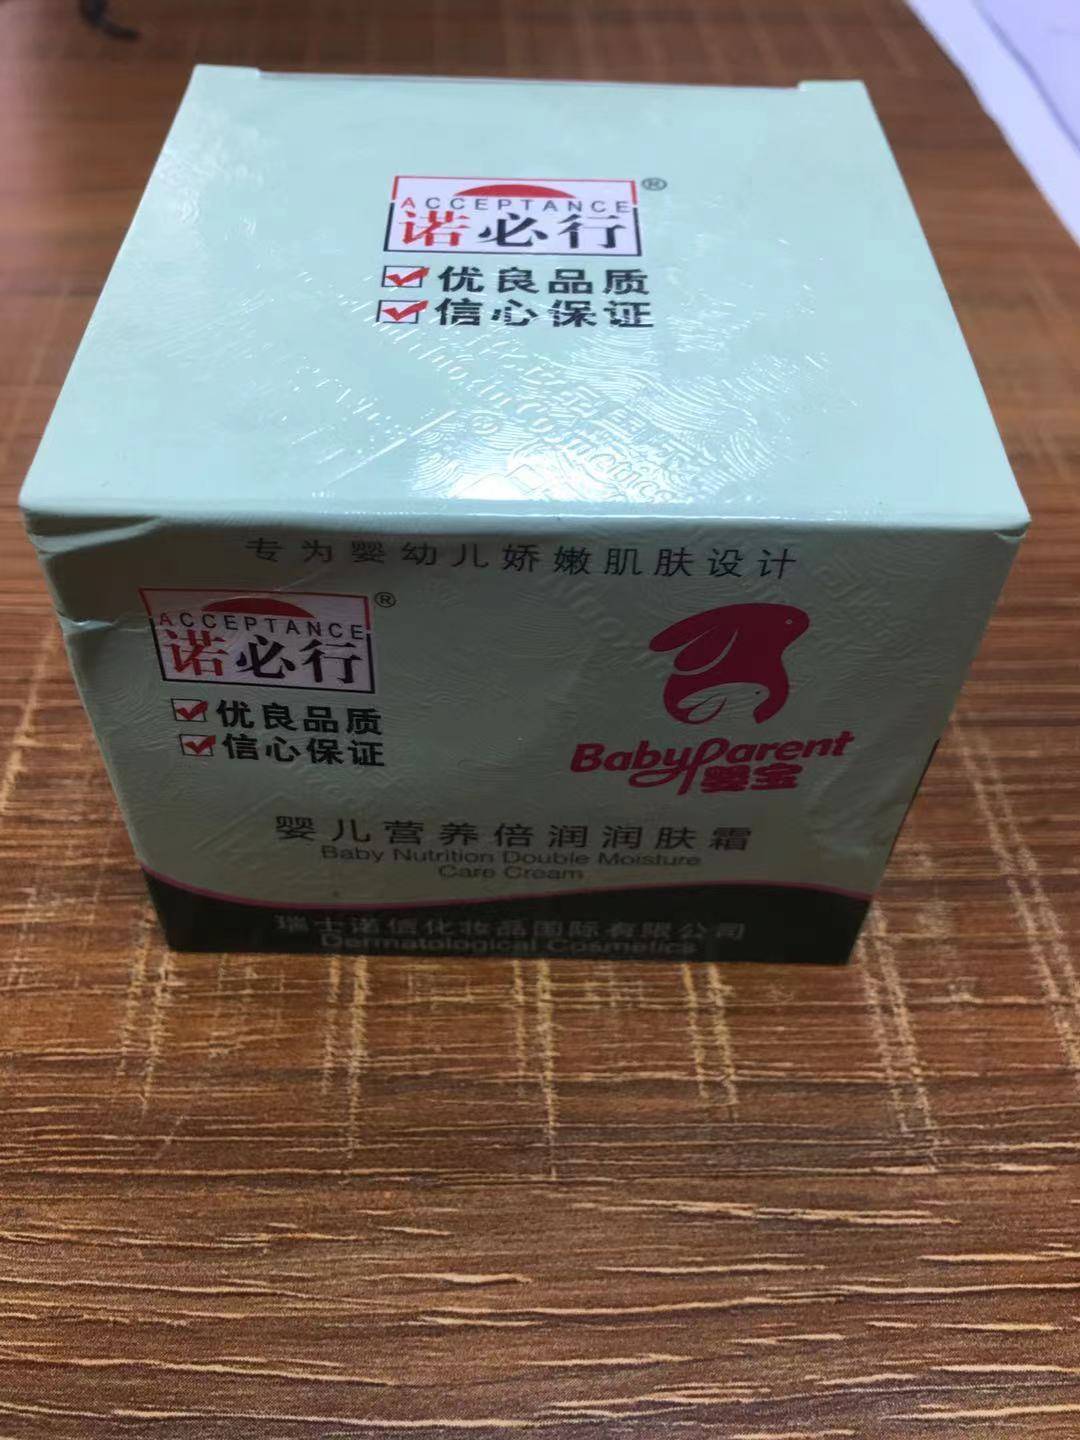 ACCEPTANCE
诺必行
®
优良品质
信心保证
专为婴幼儿娇嫩肌肤设计
ACCEPTANCE
诺必行
®
优良品质
信心保证
BabyParent
婴宝
婴儿营养倍润润肤霜
Baby Nutrition Double Moisture
Care Cream
瑞士诺信化妆品国际有限公司
Dermatological Cosmetics